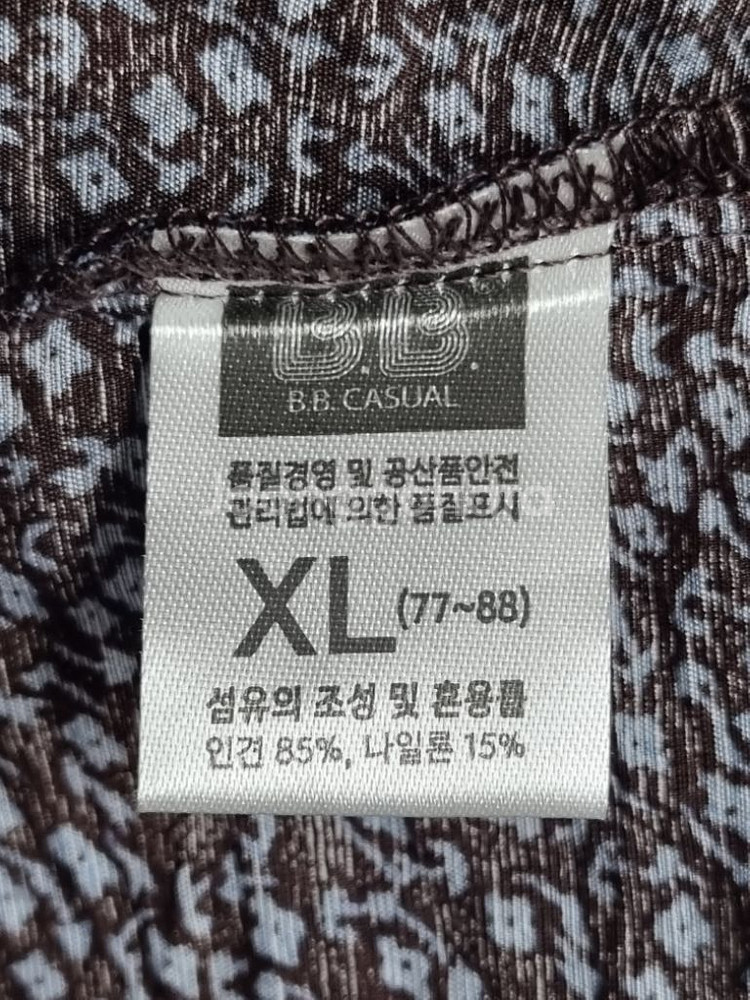 B.B.
B.B. CASUAL
품질경영 및 공산품안전
관리법에 의한 품질표시
XL (77~88)
섬유의 조성 및 혼용률
인견 85%, 나일론 15%